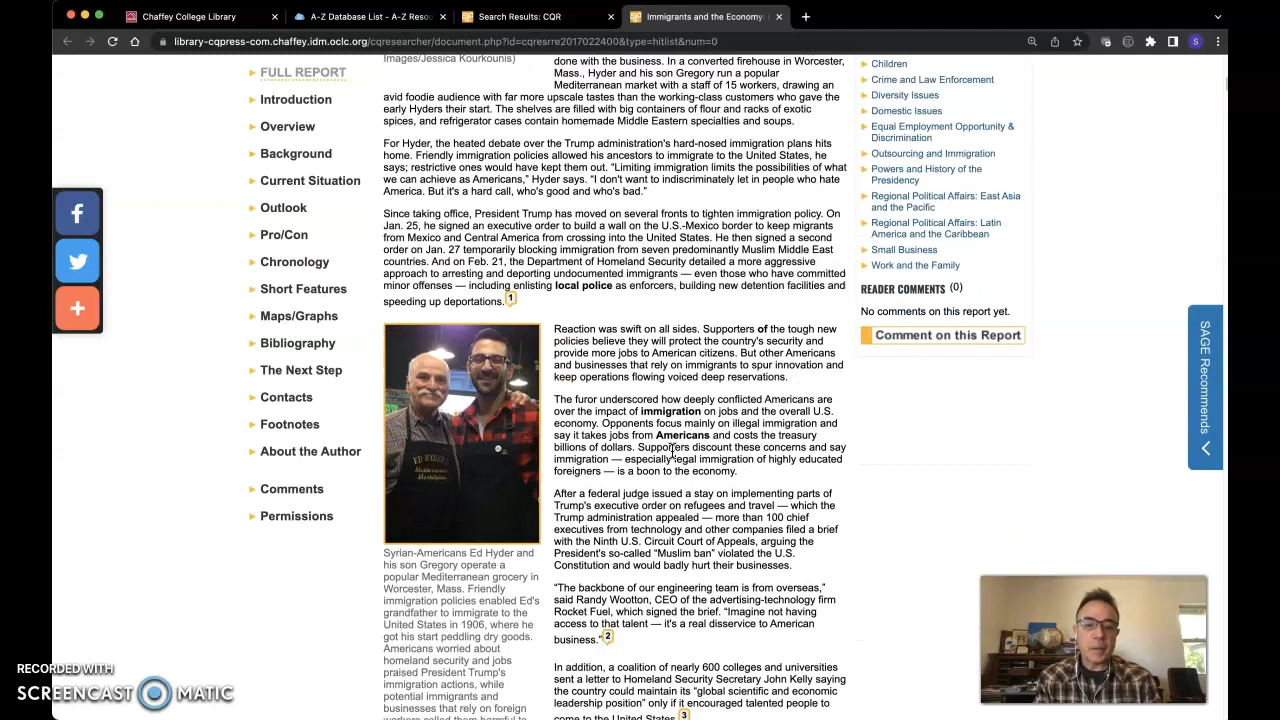 Chaffey College Library
A-Z Database List - A-Z Resou
Search Results: CQR
Immigrants and the Economy:
library-cqpress-com.chaffey.idm.oclc.org/cqresearcher/document.php?id=cqresrre2017022400&type=hitlist&num=0
S
FULL REPORT
Introduction
Overview
Background
Current Situation
Outlook
Pro/Con
Chronology
Short Features
Maps/Graphs
Bibliography
The Next Step
Contacts
Footnotes
About the Author
Comments
Permissions
Images/Jessica Kourkounis)
done with the business. In a converted firehouse in Worcester,
Mass., Hyder and his son Gregory run a popular
Mediterranean market with a staff of 15 workers, drawing an
avid foodie audience with far more upscale tastes than the working-class customers who gave the
early Hyders their start. The shelves are filled with big containers of flour and racks of exotic
spices, and refrigerator cases contain homemade Middle Eastern specialties and soups.
For Hyder, the heated debate over the Trump administration's hard-nosed immigration plans hits
home. Friendly immigration policies allowed his ancestors to immigrate to the United States, he
says; restrictive ones would have kept them out. “Limiting immigration limits the possibilities of what
we can achieve as Americans,” Hyder says. “I don't want to indiscriminately let in people who hate
America. But it's a hard call, who's good and who's bad.”
Since taking office, President Trump has moved on several fronts to tighten immigration policy. On
Jan. 25, he signed an executive order to build a wall on the U.S.-Mexico border to keep migrants
from Mexico and Central America from crossing into the United States. He then signed a second
order on Jan. 27 temporarily blocking immigration from seven predominantly Muslim Middle East
countries. And on Feb. 21, the Department of Homeland Security detailed a more aggressive
approach to arresting and deporting undocumented immigrants — even those who have committed
minor offenses — including enlisting local police as enforcers, building new detention facilities and
speeding up deportations. 1
Reaction was swift on all sides. Supporters of the tough new
policies believe they will protect the country's security and
provide more jobs to American citizens. But other Americans
and businesses that rely on immigrants to spur innovation and
keep operations flowing voiced deep reservations.
The furor underscored how deeply conflicted Americans are
over the impact of immigration on jobs and the overall U.S.
economy. Opponents focus mainly on illegal immigration and
say it takes jobs from Americans and costs the treasury
billions of dollars. Supporters discount these concerns and say
immigration — especially legal immigration of highly educated
foreigners — is a boon to the economy.
After a federal judge issued a stay on implementing parts of
Trump's executive order on refugees and travel — which the
Trump administration appealed — more than 100 chief
executives from technology and other companies filed a brief
with the Ninth U.S. Circuit Court of Appeals, arguing the
President's so-called “Muslim ban” violated the U.S.
Constitution and would badly hurt their businesses.
“The backbone of our engineering team is from overseas,”
said Randy Wootton, CEO of the advertising-technology firm
Rocket Fuel, which signed the brief. “Imagine not having
access to that talent — it's a real disservice to American
business.” 2
In addition, a coalition of nearly 600 colleges and universities
sent a letter to Homeland Security Secretary John Kelly saying
the country could maintain its “global scientific and economic
leadership position” only if it encouraged talented people to
come to the United States. 3
ED HYDER'S
Mediterranean
Marketplace
Syrian-Americans Ed Hyder and
his son Gregory operate a
popular Mediterranean grocery in
Worcester, Mass. Friendly
immigration policies enabled Ed's
grandfather to immigrate to the
United States in 1906, where he
got his start peddling dry goods.
Americans worried about
homeland security and jobs
praised President Trump's
immigration actions, while
potential immigrants and
businesses that rely on foreign
workers called them harmful to
Children
Crime and Law Enforcement
Diversity Issues
Domestic Issues
Equal Employment Opportunity &
Discrimination
Outsourcing and Immigration
Powers and History of the
Presidency
Regional Political Affairs: East Asia
and the Pacific
Regional Political Affairs: Latin
America and the Caribbean
Small Business
Work and the Family
READER COMMENTS (0)
No comments on this report yet.
Comment on this Report
SAGE Recommends
RECORDED WITH
SCREENCAST MATIC